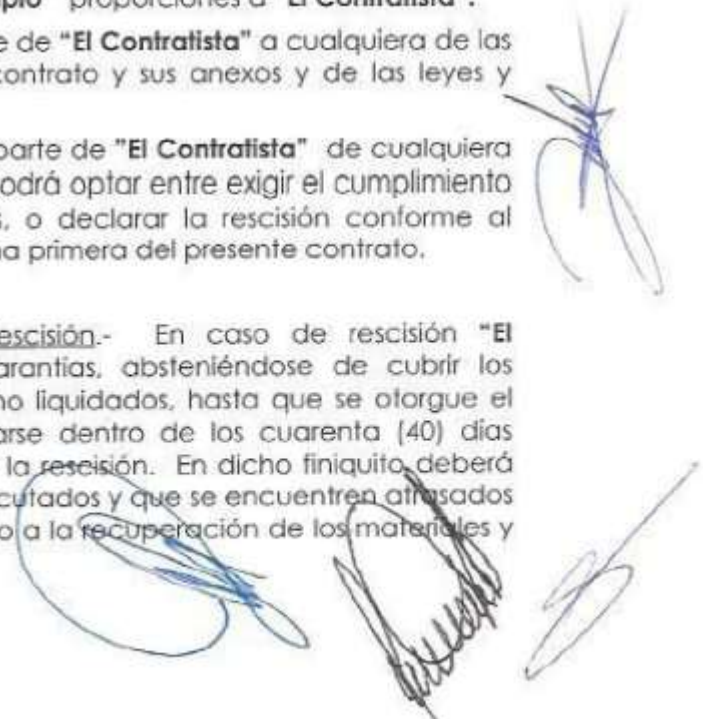 proporciones a "El Contratista".
e de "El Contratista" a cualquiera de las
contrato y sus anexos y de las leyes y
parte de "El Contratista" de cualquiera
podrá optar entre exigir el cumplimiento
s, o declarar la rescisión conforme al
na primera del presente contrato.
escisión.- En caso de rescisión "El
arantias, absteniéndose de cubrir los
no liquidados, hasta que se otorgue el
arse dentro de los cuarenta (40) días
la rescisión. En dicho finiquito deberá
cutados y que se encuentren atrasados
o a la recuperación de los materiales y